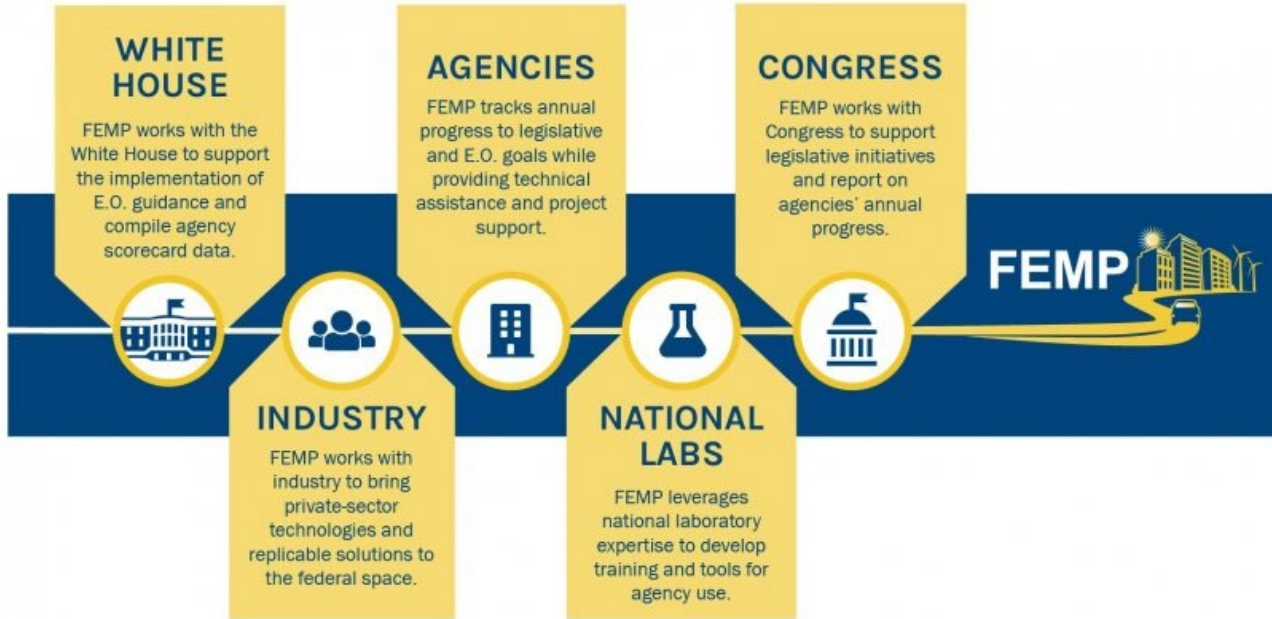 WHITE
HOUSE
FEMP works with the
White House to support
the implementation of
E.O. guidance and
compile agency
scorecard data.
INDUSTRY
FEMP works with
industry to bring
private-sector
technologies and
replicable solutions to
the federal space.
AGENCIES
FEMP tracks annual
progress to legislative
and E.O. goals while
providing technical
assistance and project
support.
NATIONAL
LABS
FEMP leverages
national laboratory
expertise to develop
training and tools for
agency use.
CONGRESS
FEMP works with
Congress to support
legislative initiatives
and report on
agencies’ annual
progress.
FEMP